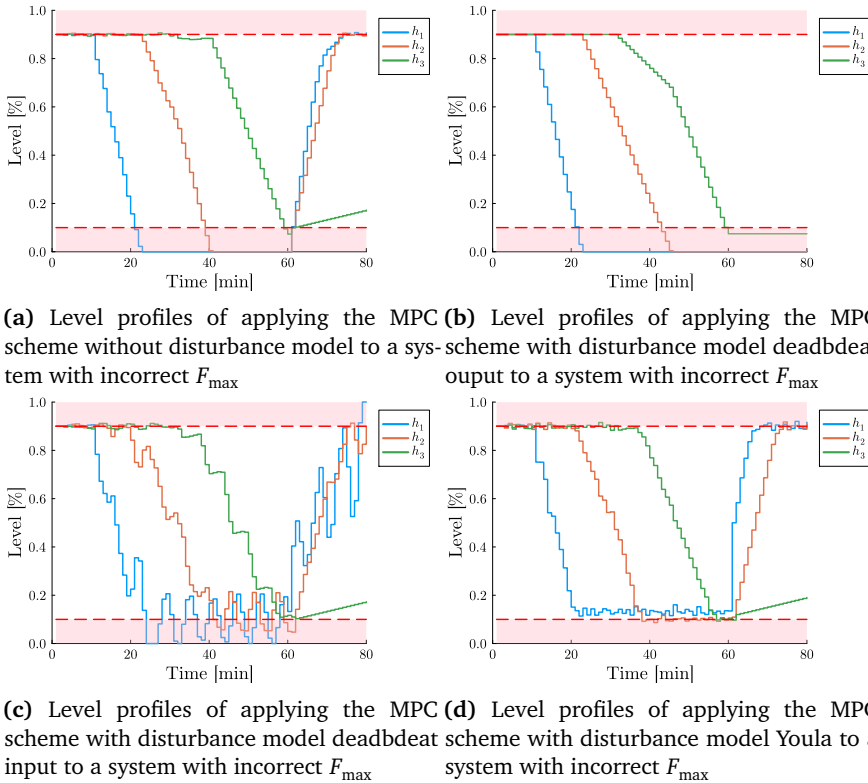 1.0
0.8
0.6
0.4
0.2
0.0
0 20 40 60 80
Level [%]
Time [min]
h1
h2
h3
1.0
0.8
0.6
0.4
0.2
0.0
0 20 40 60 80
Level [%]
Time [min]
h1
h2
h3
(a) Level profiles of applying the MPC
scheme without disturbance model to a sys-
tem with incorrect Fmax
(b) Level profiles of applying the MPC
scheme with disturbance model deadbdeat
ouput to a system with incorrect Fmax
1.0
0.8
0.6
0.4
0.2
0.0
0 20 40 60 80
Level [%]
Time [min]
h1
h2
h3
1.0
0.8
0.6
0.4
0.2
0.0
0 20 40 60 80
Level [%]
Time [min]
h1
h2
h3
(c) Level profiles of applying the MPC
scheme with disturbance model deadbdeat
input to a system with incorrect Fmax
(d) Level profiles of applying the MPC
scheme with disturbance model Youla to
system with incorrect Fmax